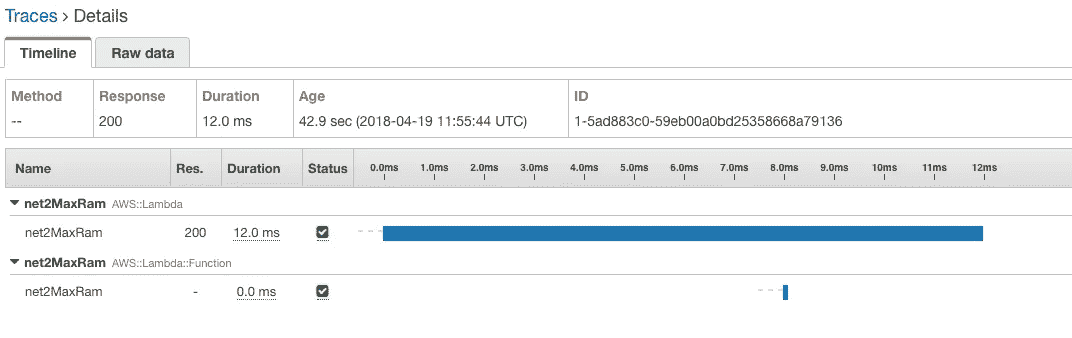 Traces > Details
Timeline Raw data
Method Response Duration Age ID
-- 200 12.0 ms 42.9 sec (2018-04-19 11:55:44 UTC) 1-5ad883c0-59eb00a0bd25358668a79136
Name Res. Duration Status 0.0ms 1.0ms 2.0ms 3.0ms 4.0ms 5.0ms 6.0ms 7.0ms 8.0ms 9.0ms 10ms 11ms 12ms
net2MaxRam AWS::Lambda
net2MaxRam 200 12.0 ms
net2MaxRam AWS::Lambda::Function
net2MaxRam - 0.0 ms